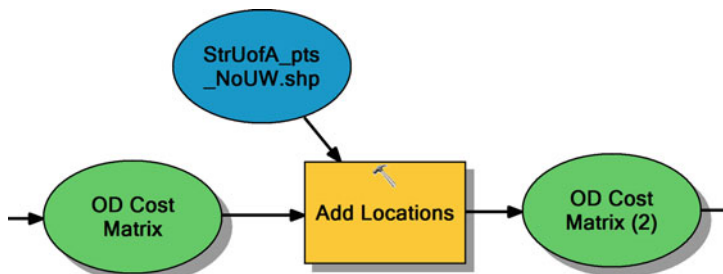 StrUofA_pts
_NoUW.shp
OD Cost
Matrix
Add Locations
OD Cost
Matrix (2)